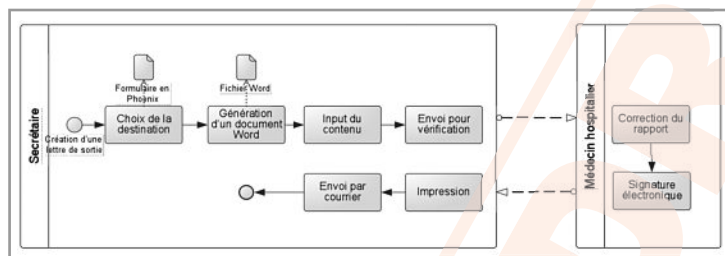 Secrétaire
Formulaire en
Phoenix
Fichier Word
Création d'une
lettre de sortie
Choix de la
destination
Génération
d'un document
Word
Input du
contenu
Envoi pour
vérification
Envoi par
courrier
Impression
Médecin hospitalier
Correction du
rapport
Signature
électronique